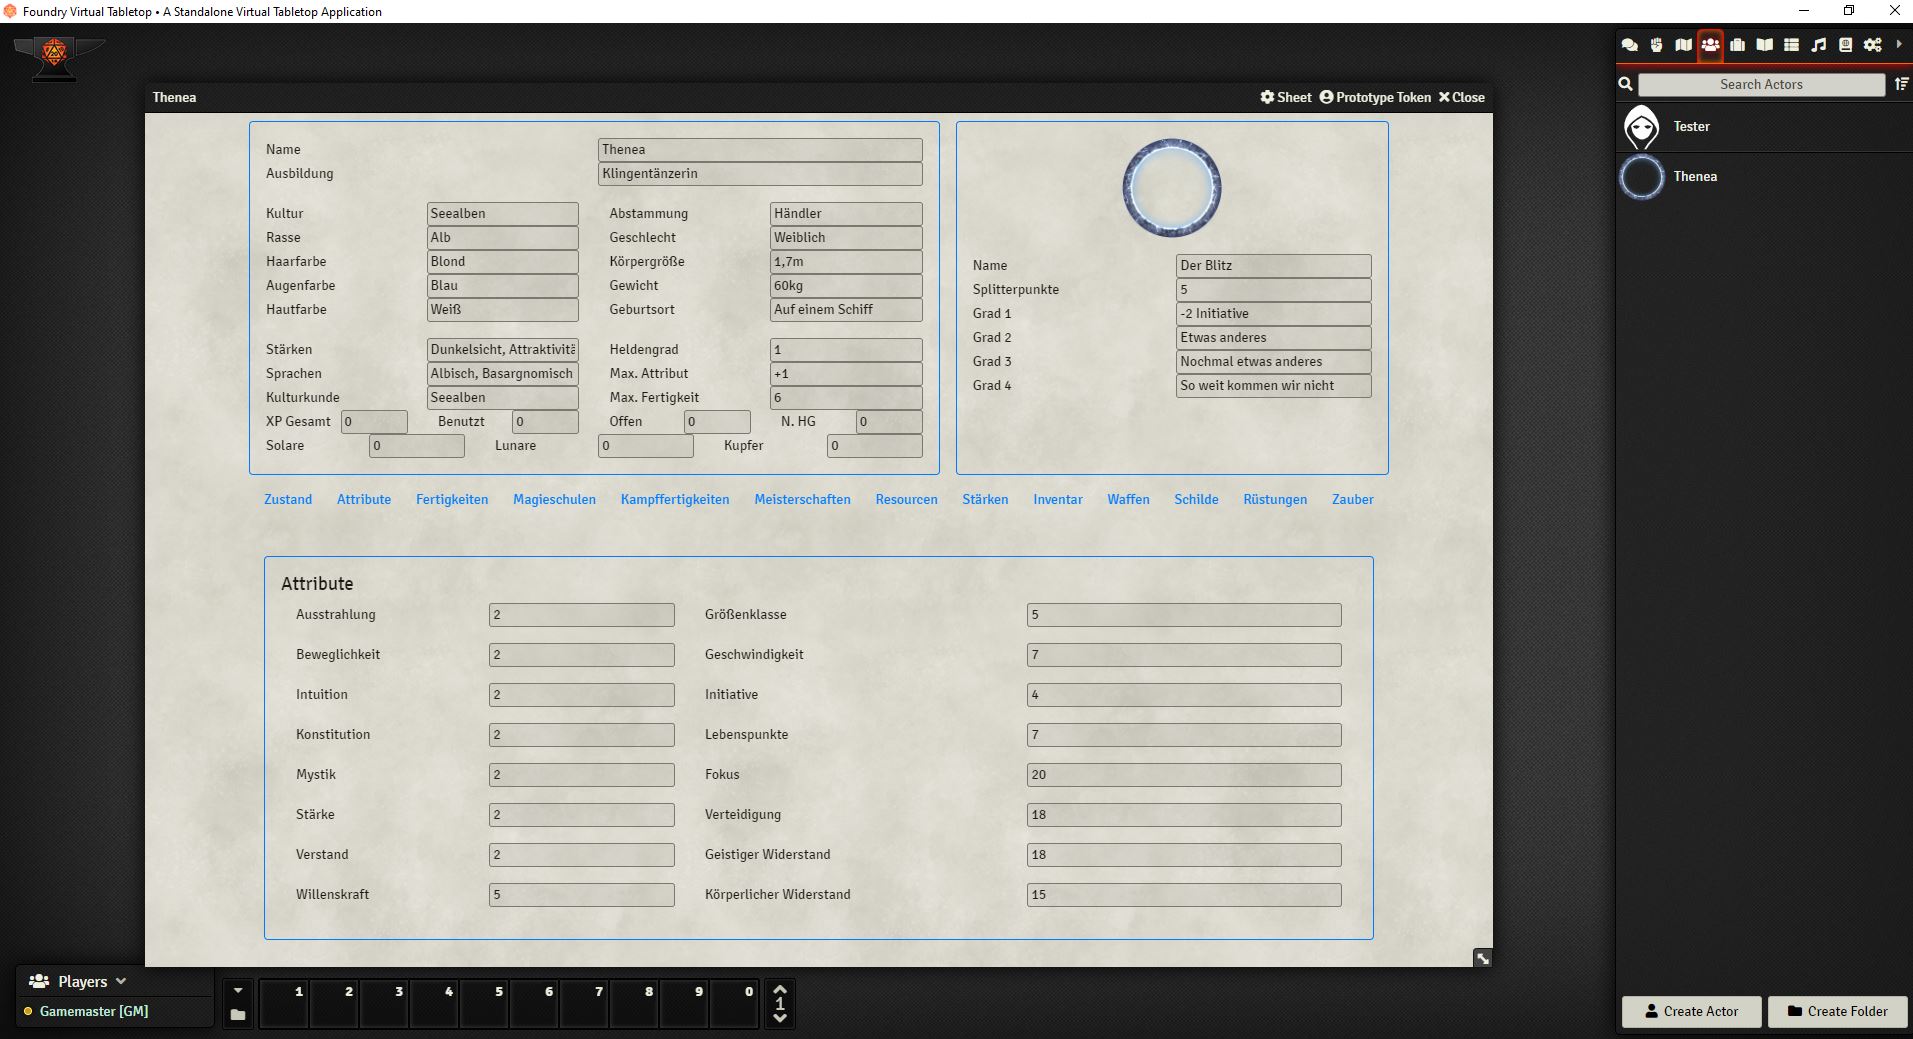 Foundry Virtual Tabletop • A Standalone Virtual Tabletop Application
Search Actors
Tester
Thenea
Thenea
Sheet Prototype Token Close
Name Thenea
Ausbildung Klingentänzerin
Kultur Seealben Abstammung Händler
Rasse Alb Geschlecht Weiblich
Haarfarbe Blond Körpergröße 1,7m
Augenfarbe Blau Gewicht 60kg
Hautfarbe Weiß Geburtsort Auf einem Schiff
Stärken Dunkelsicht, Attraktivitä Heldengrad 1
Sprachen Albisch, Basargnomisch Max. Attribut +1
Kulturkunde Seealben Max. Fertigkeit 6
XP Gesamt 0 Benutzt 0 Offen 0 N. HG 0
Solare 0 Lunare 0 Kupfer 0
Name Der Blitz
Splitterpunkte 5
Grad 1 -2 Initiative
Grad 2 Etwas anderes
Grad 3 Nochmal etwas anderes
Grad 4 So weit kommen wir nicht
Zustand Attribute Fertigkeiten Magieschulen Kampffertigkeiten Meisterschaften Resourcen Stärken Inventar Waffen Schilde Rüstungen Zauber
Attribute
Ausstrahlung 2 Größenklasse 5
Beweglichkeit 2 Geschwindigkeit 7
Intuition 2 Initiative 4
Konstitution 2 Lebenspunkte 7
Mystik 2 Fokus 20
Stärke 2 Verteidigung 18
Verstand 2 Geistiger Widerstand 18
Willenskraft 5 Körperlicher Widerstand 15
Players
Gamemaster [GM]
1 2 3 4 5 6 7 8 9 0
1
Create Actor Create Folder